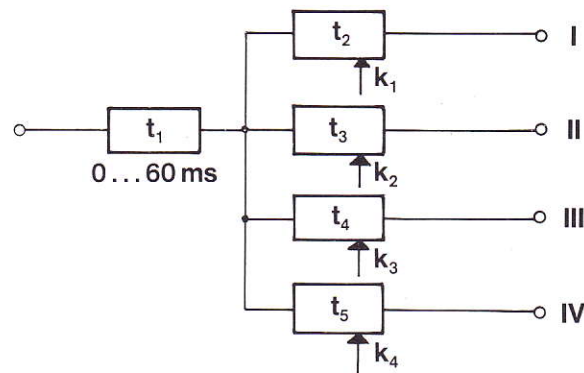 t₂ I
k₁
t₁ t₃ II
0...60 ms k₂
t₄ III
k₃
t₅ IV
k₄